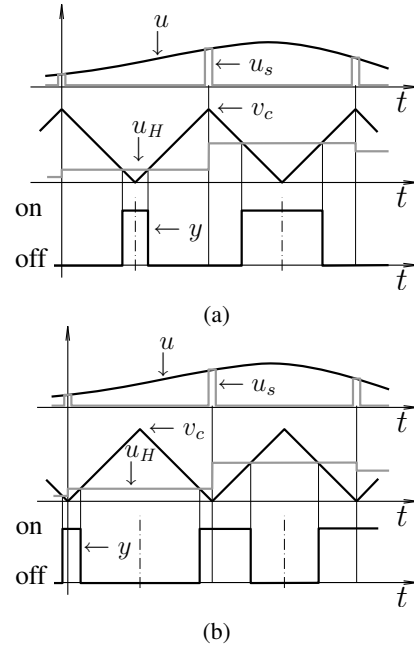 u
← u_s
t
u_H
← v_c
t
on
← y
off
t
(a)
u
← u_s
t
← v_c
u_H
t
on
← y
off
t
(b)